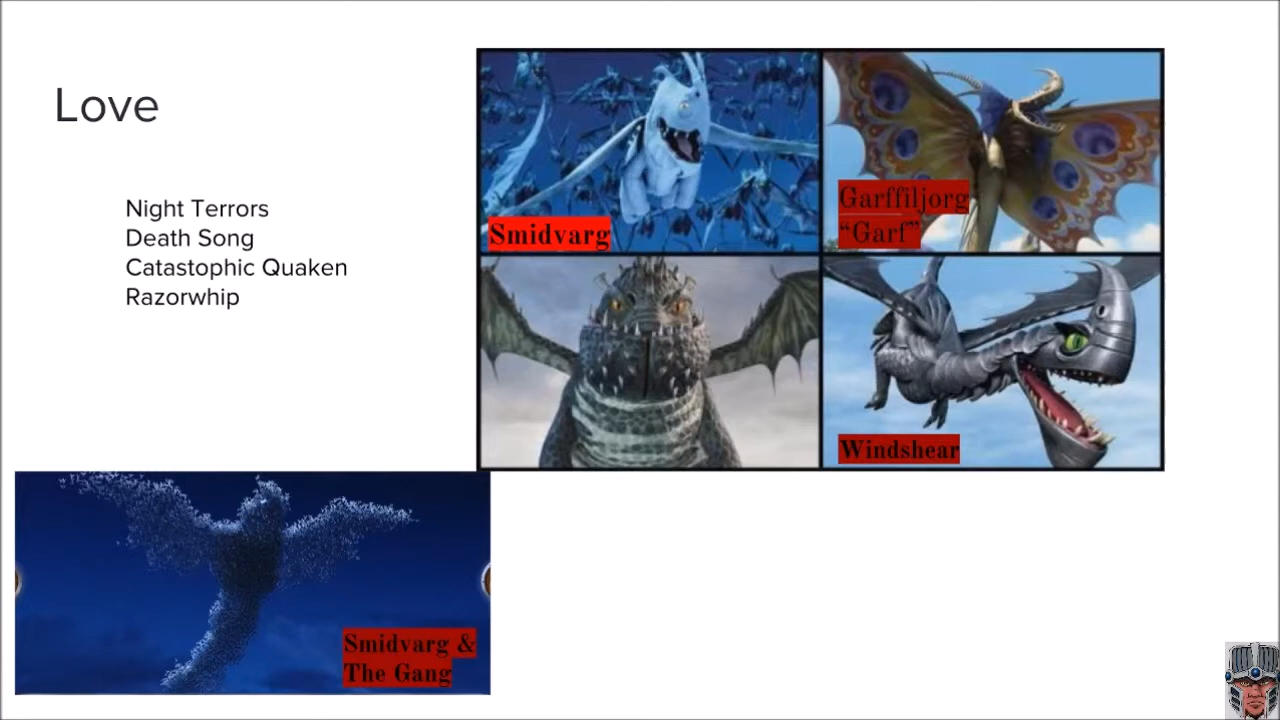 Love
Night Terrors
Death Song
Catastophic Quaken
Razorwhip
Smidvarg
Garffiljorg
“Garf”
Windshear
Smidvarg &
The Gang